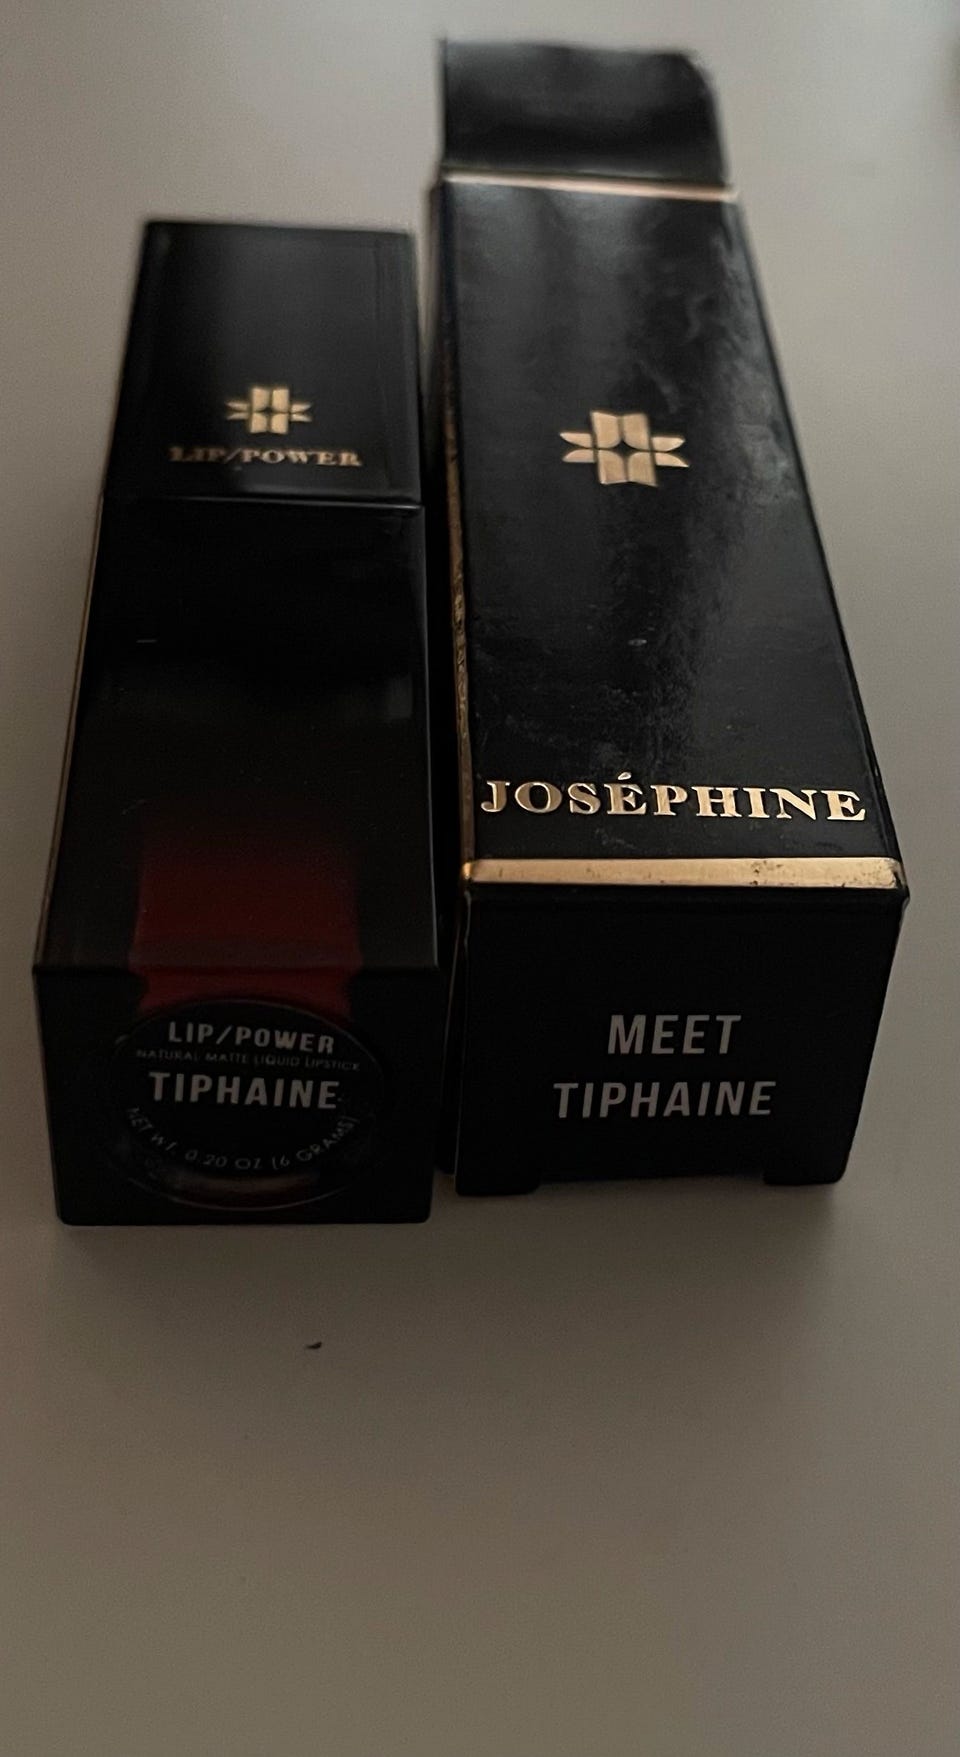 LIP/POWER
LIP/POWER
NATURAL MATTE LIQUID LIPSTICK
TIPHAINE
NET WT. 0.20 OZ (6 GRAMS)
JOSÉPHINE
MEET
TIPHAINE